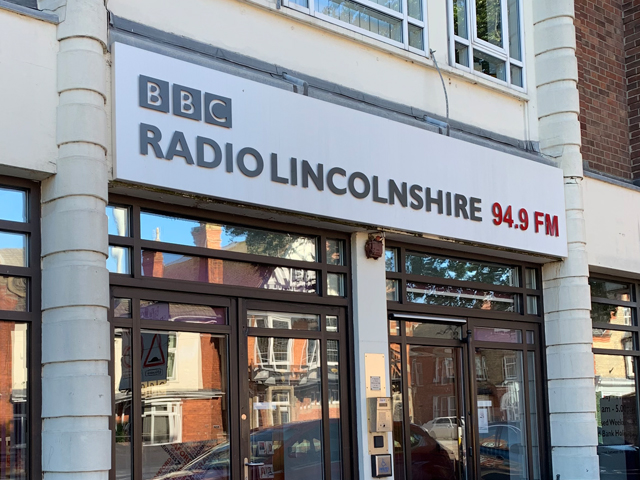 BBC
RADIO LINCOLNSHIRE 94.9 FM